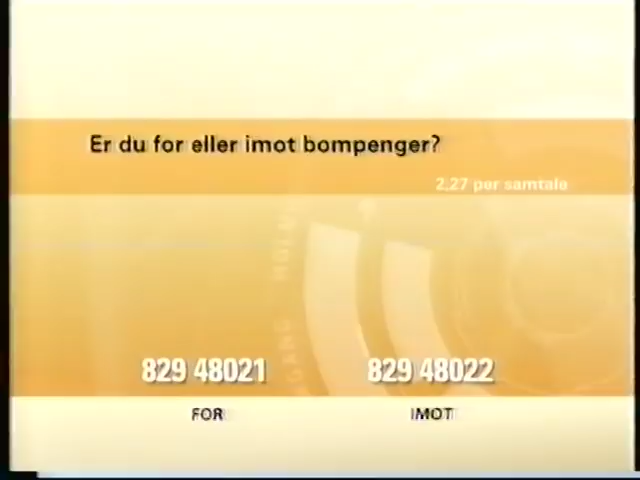 Er du for eller imot bompenger?
2,27 per samtale
829 48021
829 48022
FOR
IMOT